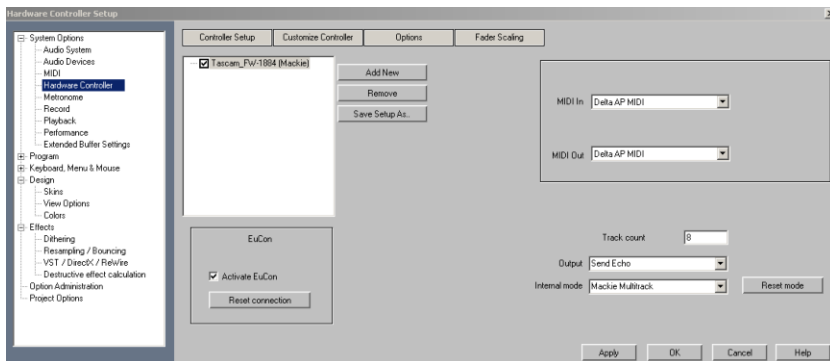 Hardware Controller Setup
System Options
Audio System
Audio Devices
MIDI
Hardware Controller
Metronome
Record
Playback
Performance
Extended Buffer Settings
Program
Keyboard, Menu & Mouse
Design
Skins
View Options
Colors
Effects
Dithering
Resampling / Bouncing
VST / DirectX / ReWire
Destructive effect calculation
Option Administration
Project Options
Controller Setup Customize Controller Options Fader Scaling
Tascam_FW-1884 (Mackie)
Add New
Remove
Save Setup As..
MIDI In Delta AP MIDI
MIDI Out Delta AP MIDI
EuCon
Activate EuCon
Reset connection
Track count 8
Output Send Echo
Internal mode Mackie Multitrack Reset mode
Apply OK Cancel Help